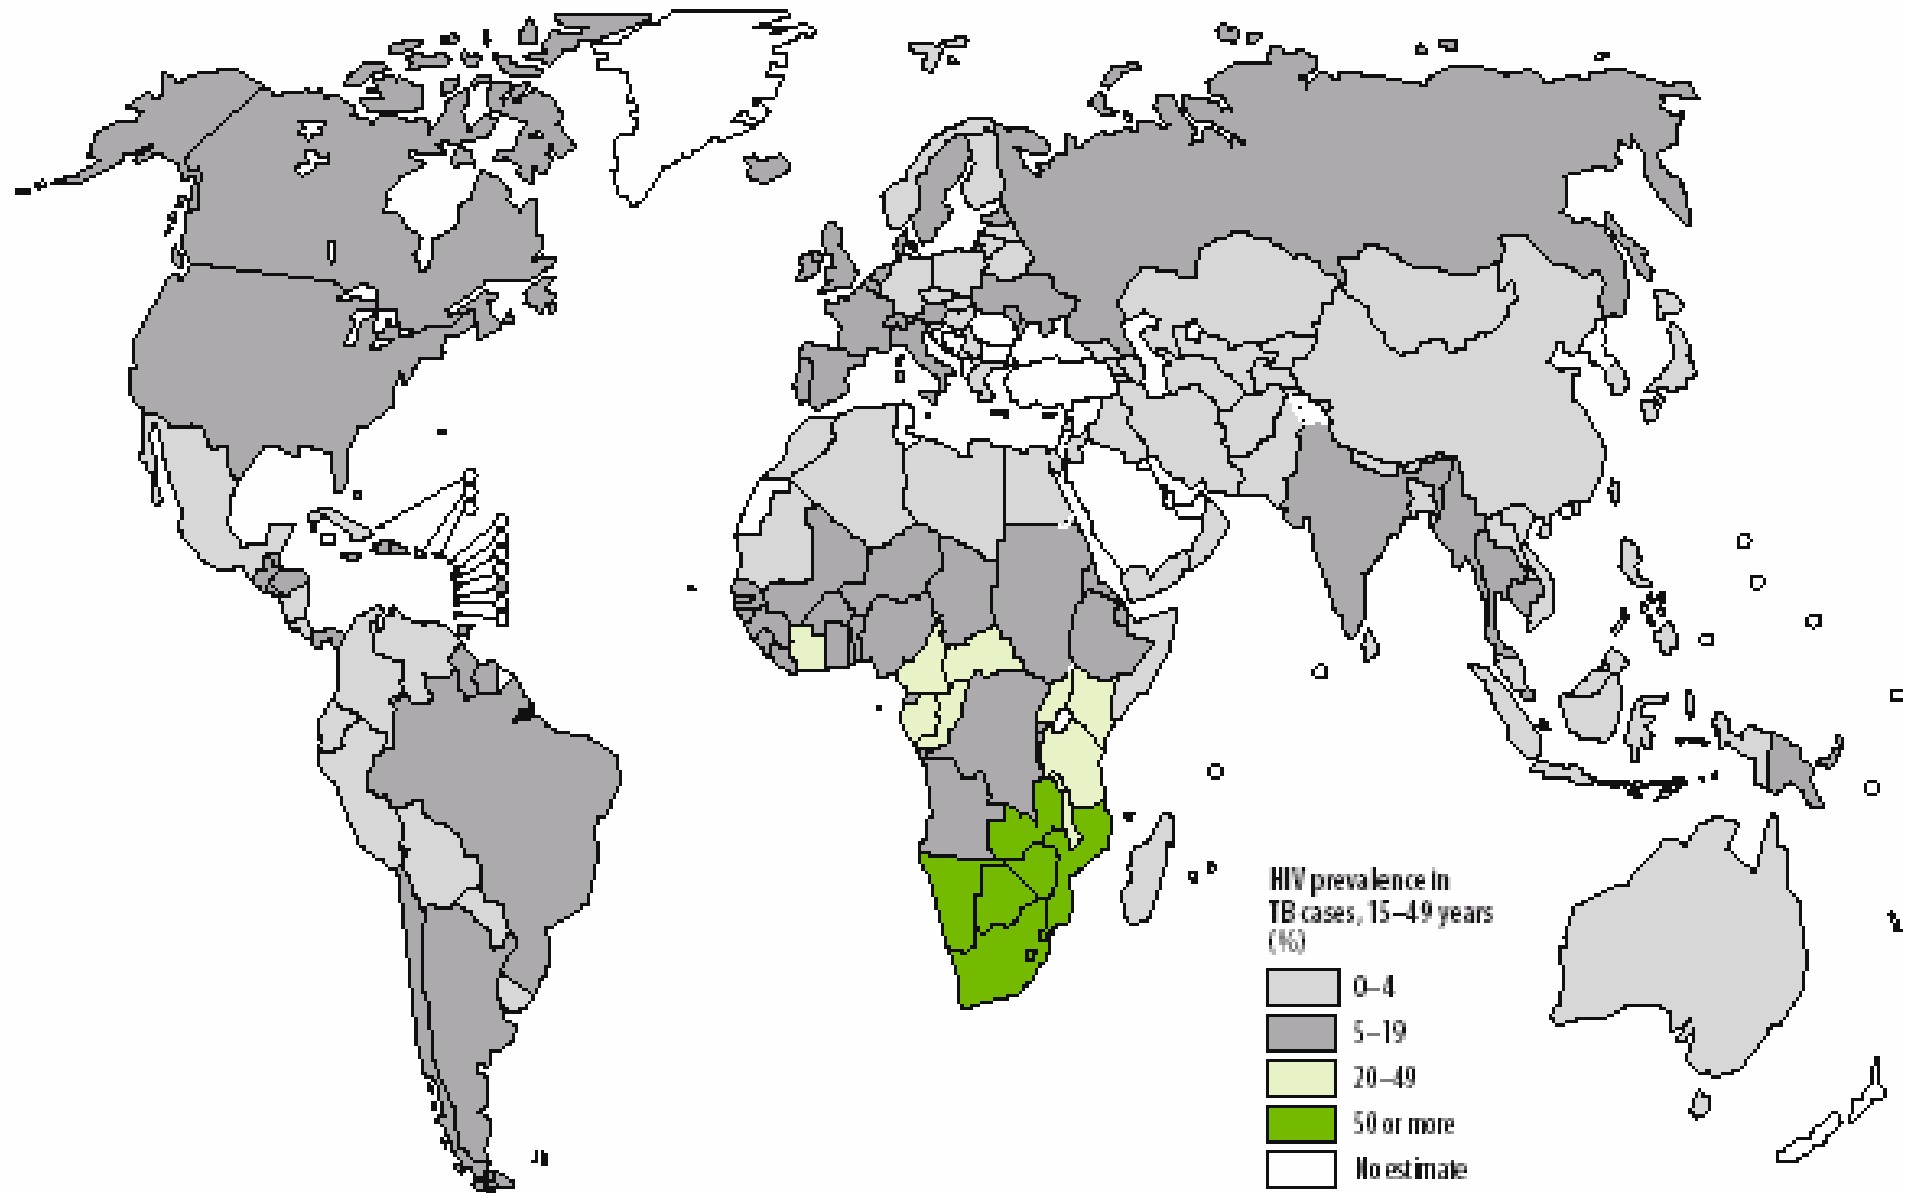 HIV prevalence in
TB cases, 15–49 years
(%)
0–4
5–19
20–49
50 or more
No estimate